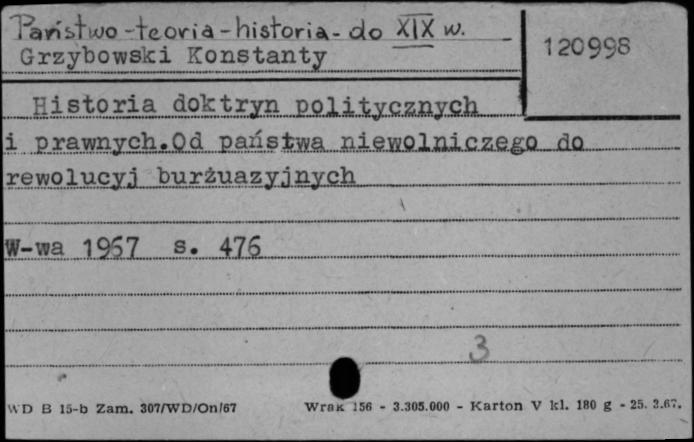 Państwo - teoria - historia - do XIX w.
120998
Grzybowski Konstanty
Historia doktryn politycznych
i prawnych.Od państwa niewolniczego do
rewolucyj burżuazyjnych
W-wa 1967 s. 476
3
WD B 15-b Zam. 307/WD/On/67 Wrak 156 - 3.305.000 - Karton V kl. 180 g - 25. 3.67.